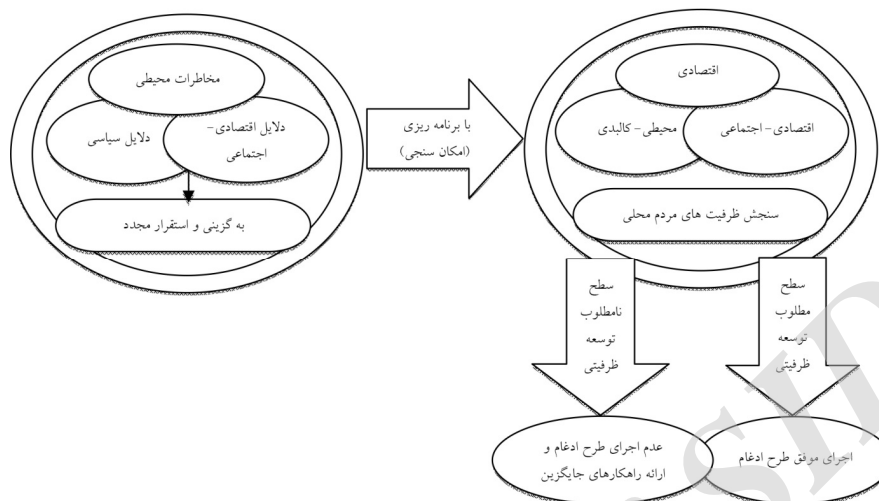 مخاطرات محیطی
دلایل سیاسی
دلایل اقتصادی-
اجتماعی
به گزینی و استقرار مجدد
با برنامه ریزی
(امکان سنجی)
اقتصادی
محیطی-کالبدی
اقتصادی-اجتماعی
سنجش ظرفیت های مردم محلی
سطح
نامطلوب
توسعه
ظرفیتی
سطح
مطلوب
توسعه
ظرفیتی
عدم اجرای طرح ادغام و
ارائه راهکارهای جایگزین
اجرای موفق طرح ادغام